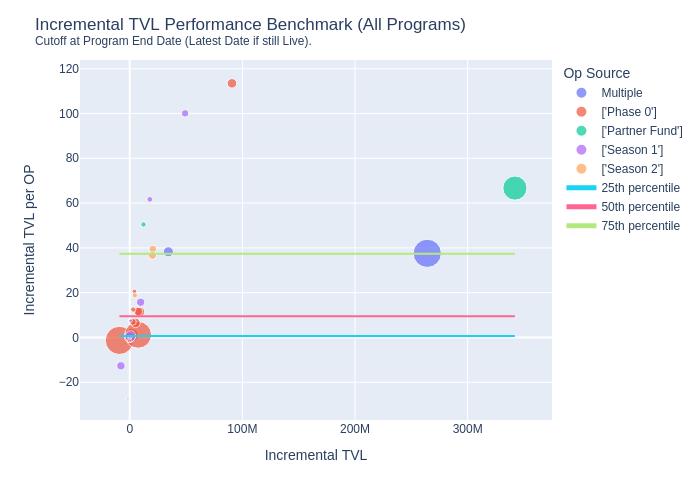 Incremental TVL Performance Benchmark (All Programs)
Cutoff at Program End Date (Latest Date if still Live).
Incremental TVL per OP
120
100
80
60
40
20
0
−20
0
100M
200M
300M
Incremental TVL
Op Source
Multiple
['Phase 0']
['Partner Fund']
['Season 1']
['Season 2']
25th percentile
50th percentile
75th percentile